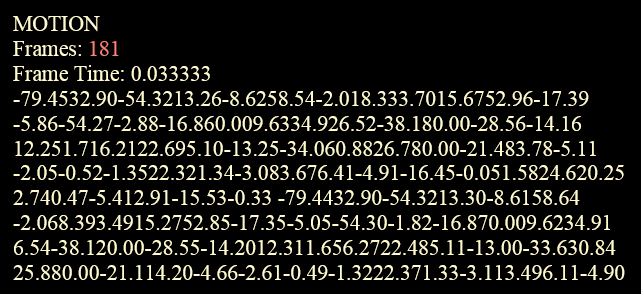 MOTION
Frames: 181
Frame Time: 0.033333
-79.4532.90-54.3213.26-8.6258.54-2.018.333.7015.6752.96-17.39
-5.86-54.27-2.88-16.860.009.6334.926.52-38.180.00-28.56-14.16
12.251.716.2122.695.10-13.25-34.060.8826.780.00-21.483.78-5.11
-2.05-0.52-1.3522.321.34-3.083.676.41-4.91-16.45-0.051.5824.620.25
2.740.47-5.412.91-15.53-0.33 -79.4432.90-54.3213.30-8.6158.64
-2.068.393.4915.2752.85-17.35-5.05-54.30-1.82-16.870.009.6234.91
6.54-38.120.00-28.55-14.2012.311.656.2722.485.11-13.00-33.630.84
25.880.00-21.114.20-4.66-2.61-0.49-1.3222.371.33-3.113.496.11-4.90